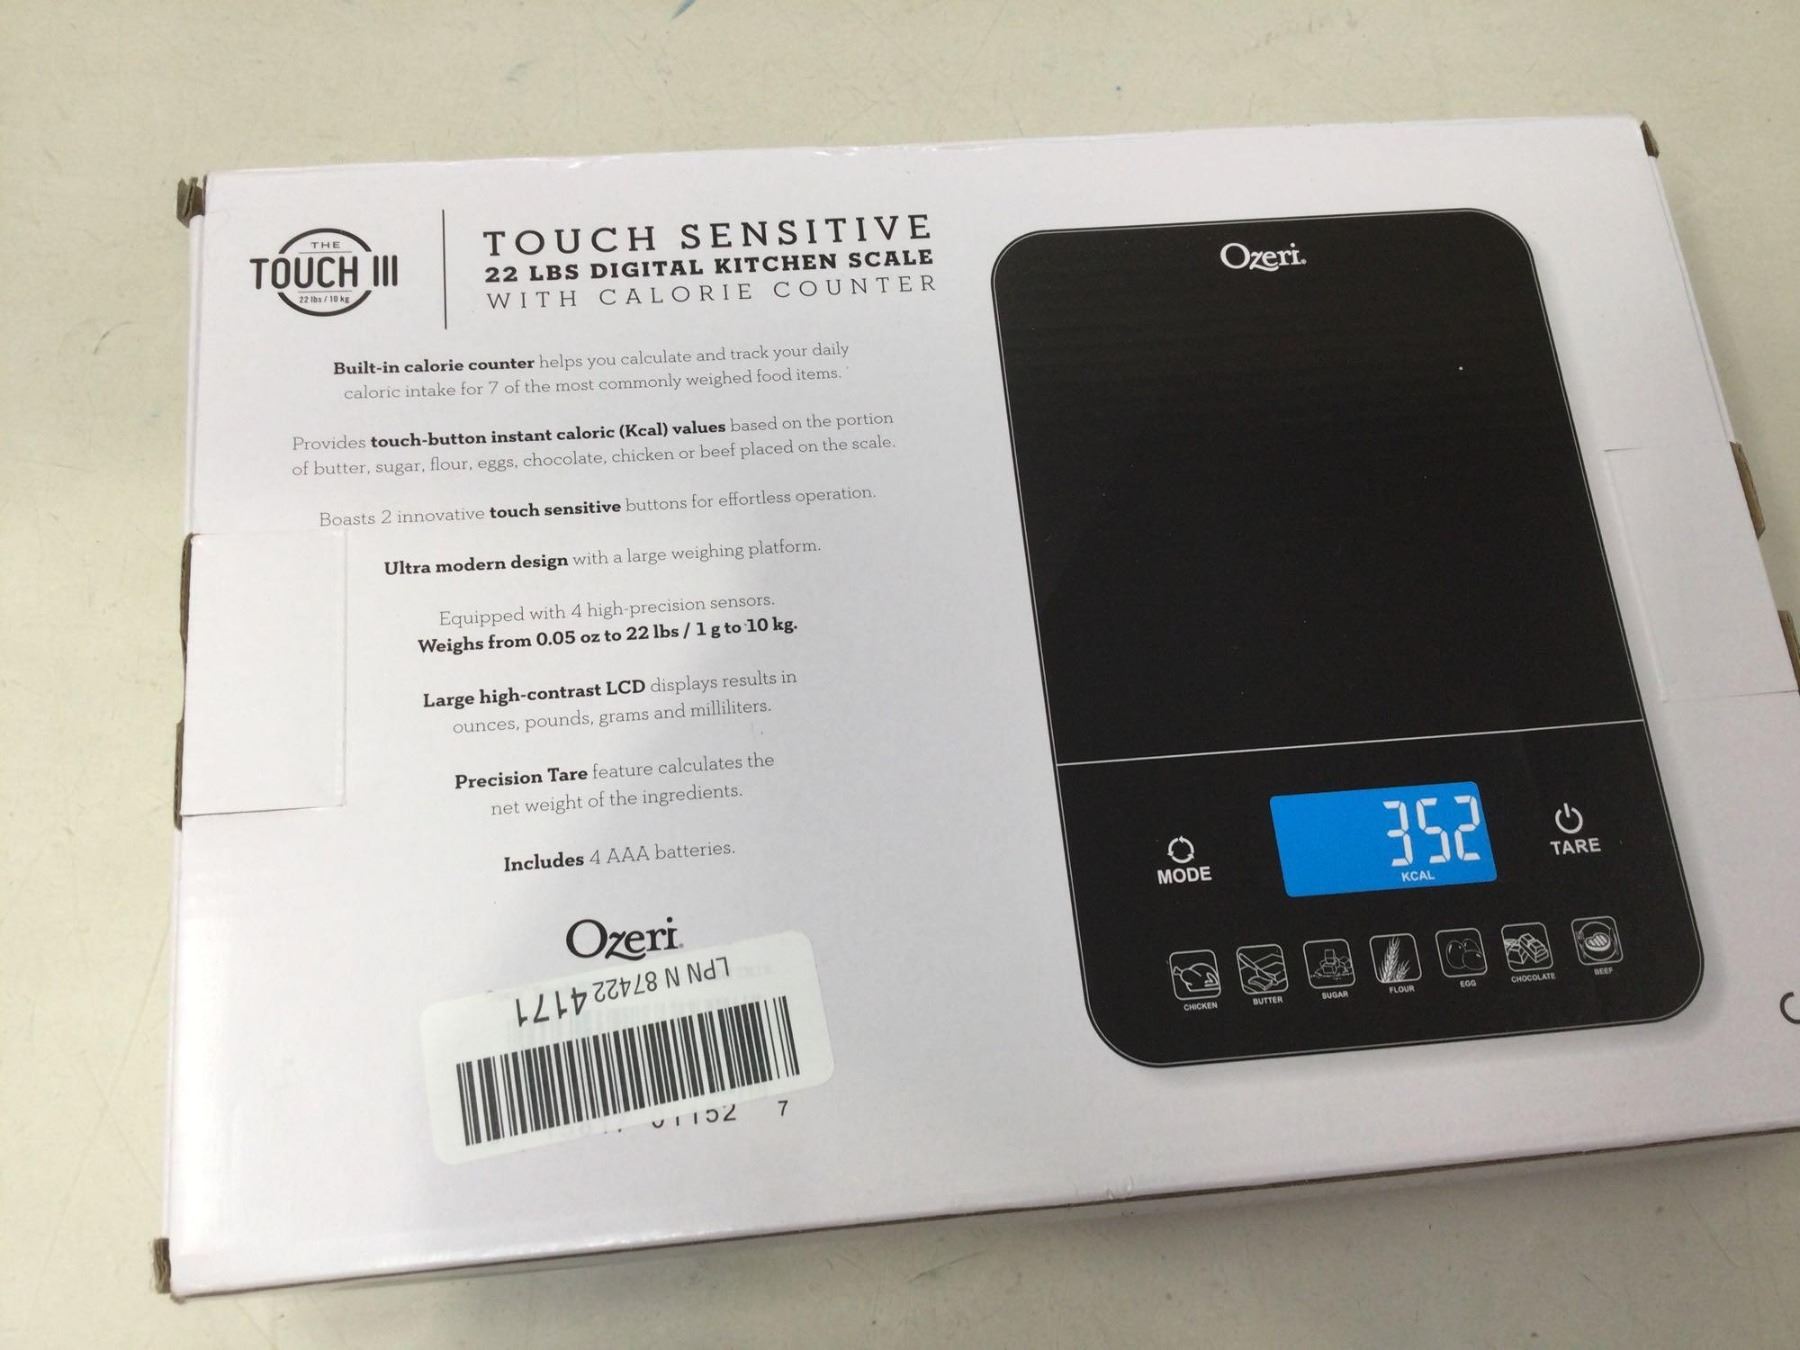 THE
TOUCH III
22 lbs / 10 kg
TOUCH SENSITIVE
22 LBS DIGITAL KITCHEN SCALE
WITH CALORIE COUNTER
Built-in calorie counter helps you calculate and track your daily
caloric intake for 7 of the most commonly weighed food items.
Provides touch-button instant caloric (Kcal) values based on the portion
of butter, sugar, flour, eggs, chocolate, chicken or beef placed on the scale.
Boasts 2 innovative touch sensitive buttons for effortless operation.
Ultra modern design with a large weighing platform.
Equipped with 4 high-precision sensors.
Weighs from 0.05 oz to 22 lbs / 1 g to 10 kg.
Large high-contrast LCD displays results in
ounces, pounds, grams and milliliters.
Precision Tare feature calculates the
net weight of the ingredients.
Includes 4 AAA batteries.
Ozeri.
LPN N 87422 4171
1152 7
Ozeri.
352
KCAL
MODE
TARE
CHICKEN
BUTTER
SUGAR
FLOUR
EGG
CHOCOLATE
BEEF